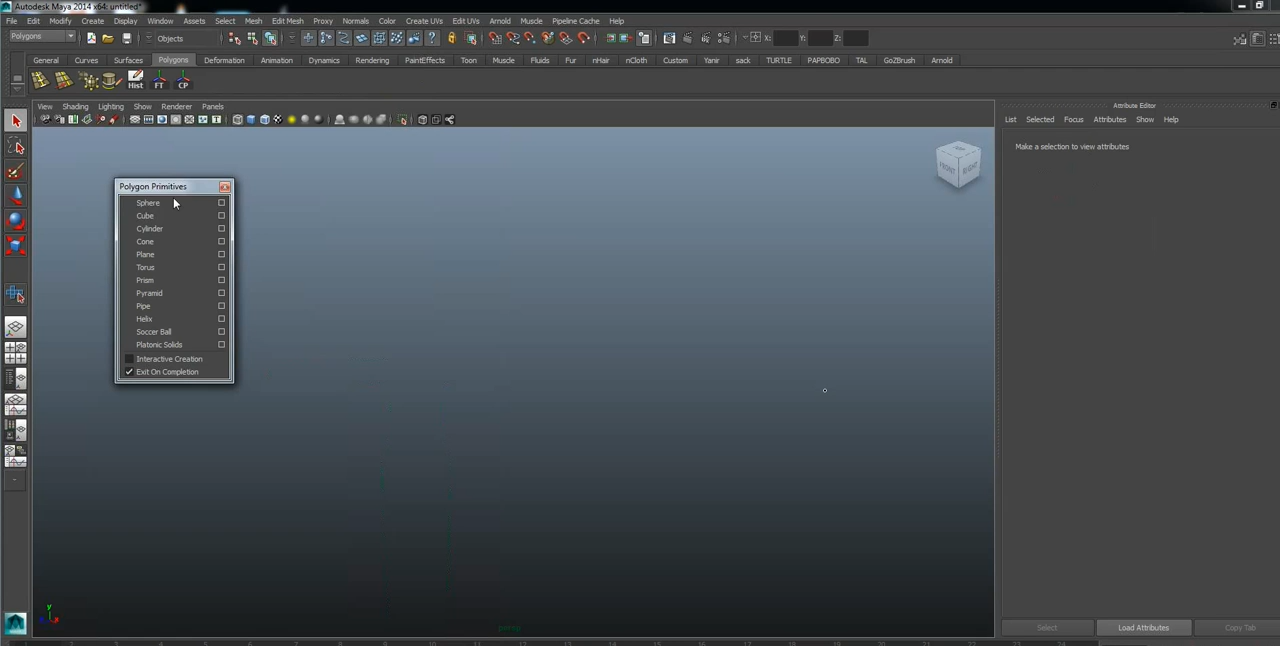 Autodesk Maya 2014 x64: untitled*
File Edit Modify Create Display Window Assets Select Mesh Edit Mesh Proxy Normals Color Create UVs Edit UVs Arnold Muscle Pipeline Cache Help
Polygons Objects X: Y: Z:
General Curves Surfaces Polygons Deformation Animation Dynamics Rendering PaintEffects Toon Muscle Fluids Fur nHair nCloth Custom Yanir sack TURTLE PAPBOBO TAL GoZBrush Arnold
Hist FT CP
View Shading Lighting Show Renderer Panels
Attribute Editor
List Selected Focus Attributes Show Help
Make a selection to view attributes
FRONT RIGHT
Polygon Primitives
Sphere
Cube
Cylinder
Cone
Plane
Torus
Prism
Pyramid
Pipe
Helix
Soccer Ball
Platonic Solids
Interactive Creation
Exit On Completion
y
persp
Select Load Attributes Copy Tab